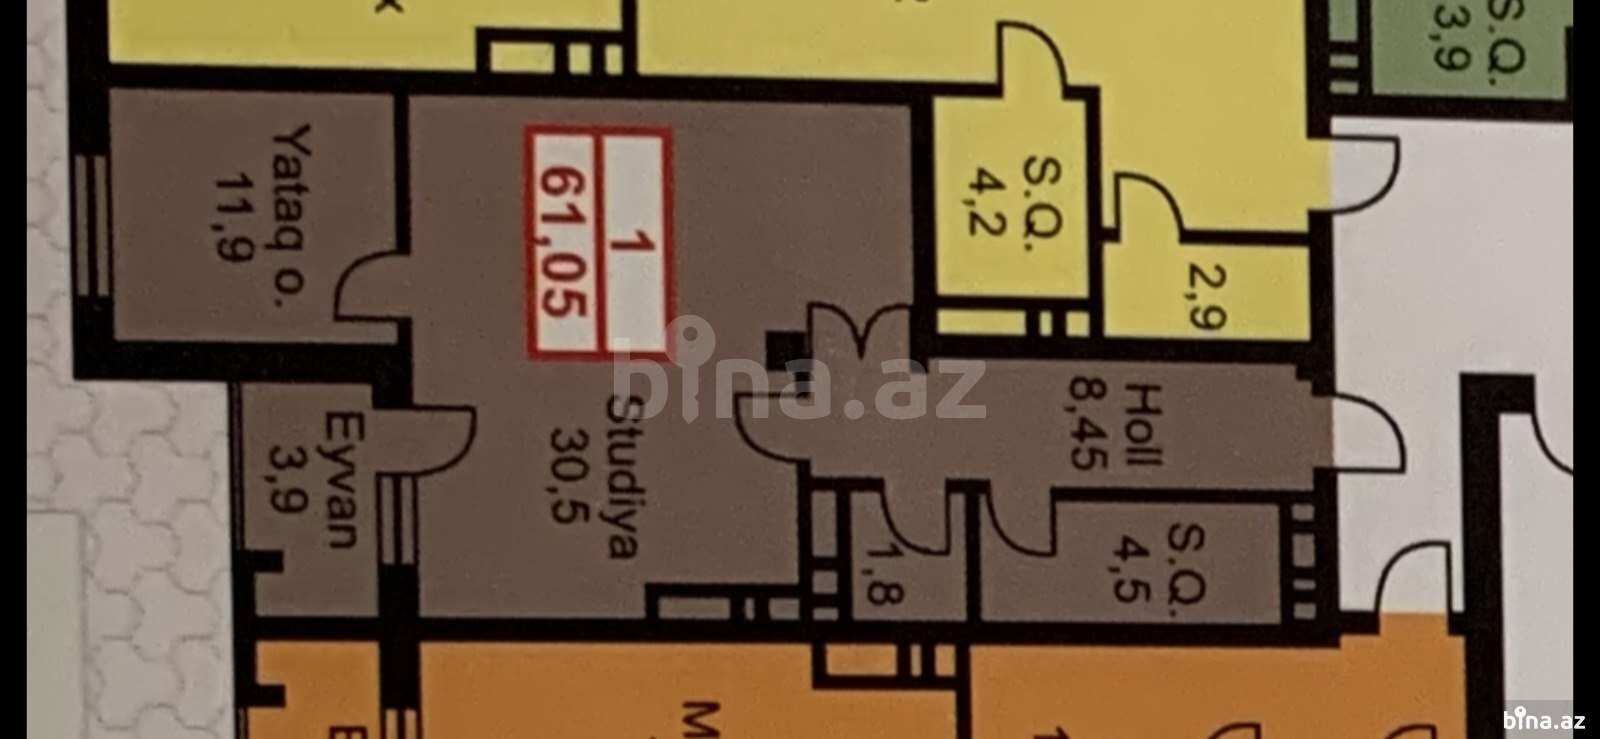 S.Q.
3,9
Yataq o.
11,9
1
61,05
S.Q.
4,2
2,9
bina.az
Holl
8,45
Studiya
30,5
Eyvan
3,9
1,8
S.Q.
4,5
bina.az